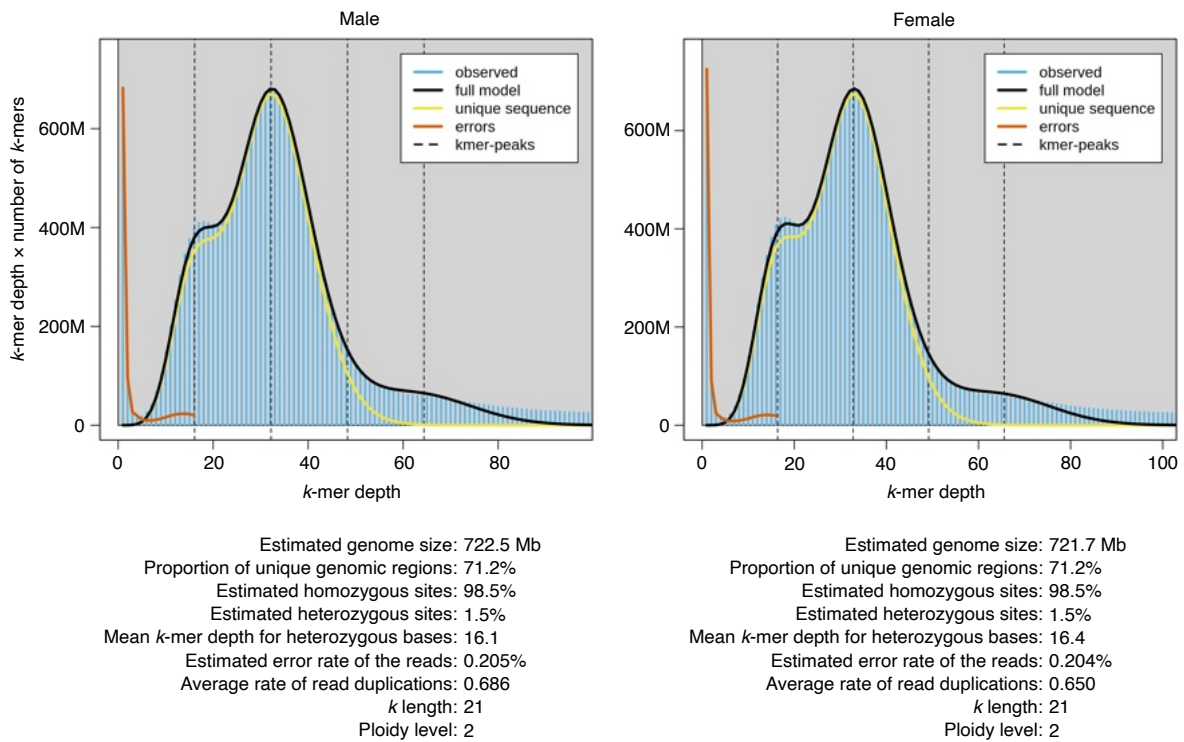 Male
observed
full model
unique sequence
errors
kmer-peaks
k-mer depth × number of k-mers
600M
400M
200M
0
0 20 40 60 80
k-mer depth
Female
observed
full model
unique sequence
errors
kmer-peaks
600M
400M
200M
0
0 20 40 60 80 100
k-mer depth
Estimated genome size: 722.5 Mb
Proportion of unique genomic regions: 71.2%
Estimated homozygous sites: 98.5%
Estimated heterozygous sites: 1.5%
Mean k-mer depth for heterozygous bases: 16.1
Estimated error rate of the reads: 0.205%
Average rate of read duplications: 0.686
k length: 21
Ploidy level: 2
Estimated genome size: 721.7 Mb
Proportion of unique genomic regions: 71.2%
Estimated homozygous sites: 98.5%
Estimated heterozygous sites: 1.5%
Mean k-mer depth for heterozygous bases: 16.4
Estimated error rate of the reads: 0.204%
Average rate of read duplications: 0.650
k length: 21
Ploidy level: 2